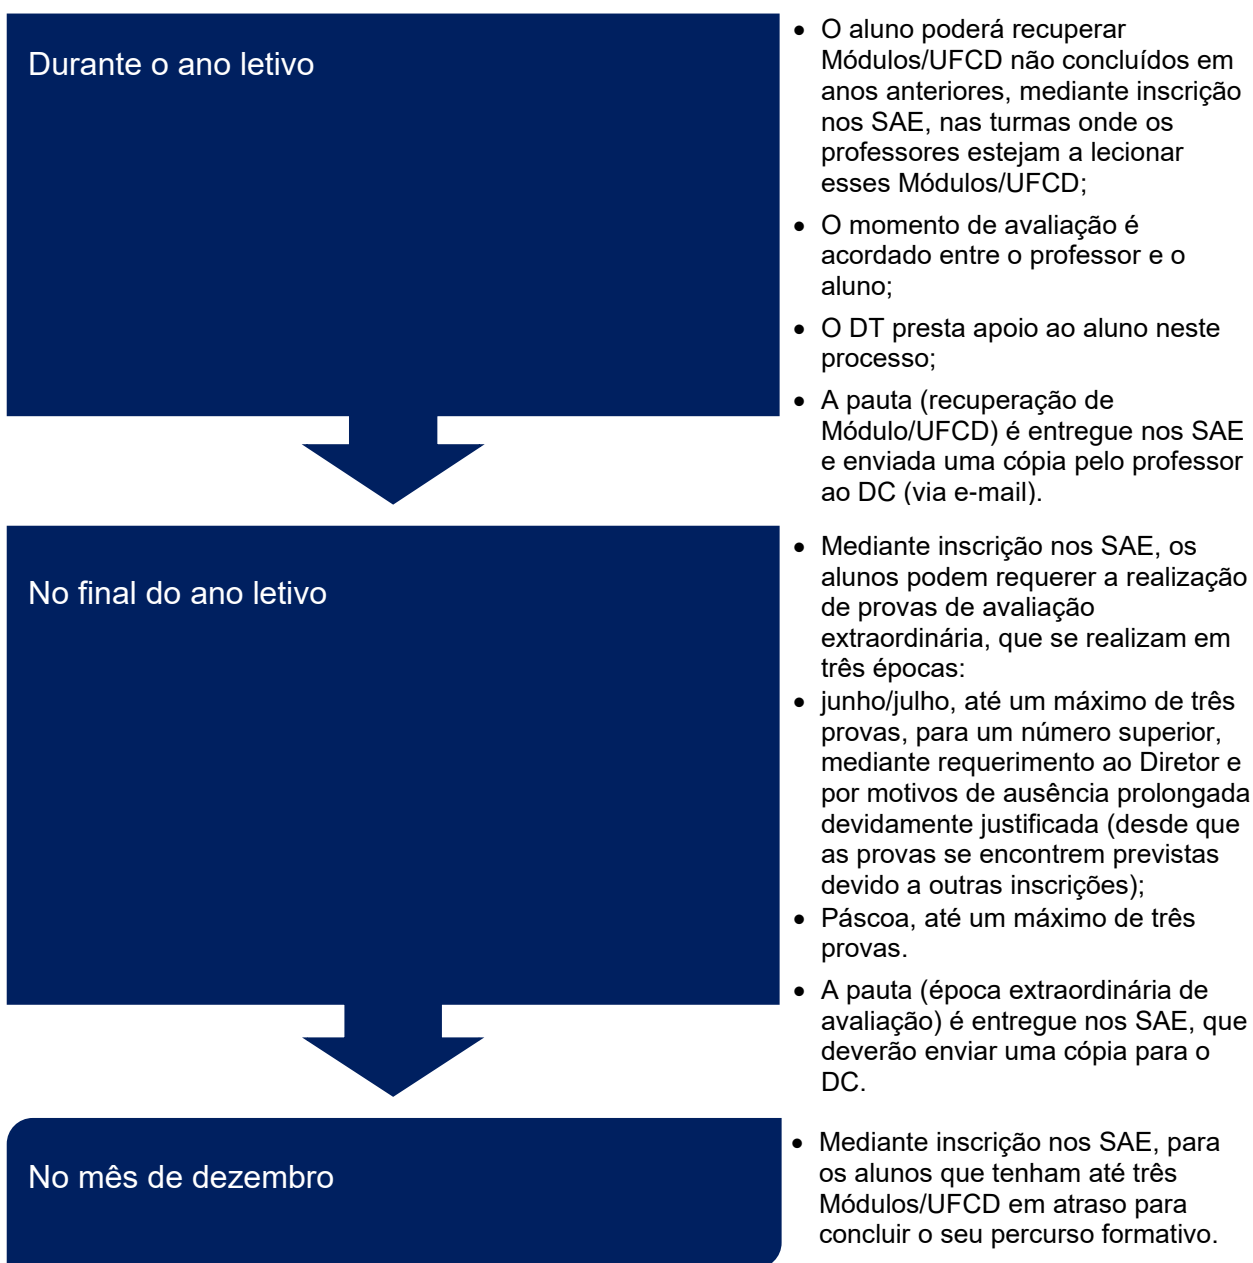 Durante o ano letivo
• O aluno poderá recuperar
Módulos/UFCD não concluídos em
anos anteriores, mediante inscrição
nos SAE, nas turmas onde os
professores estejam a lecionar
esses Módulos/UFCD;
• O momento de avaliação é
acordado entre o professor e o
aluno;
• O DT presta apoio ao aluno neste
processo;
• A pauta (recuperação de
Módulo/UFCD) é entregue nos SAE
e enviada uma cópia pelo professor
ao DC (via e-mail).
No final do ano letivo
• Mediante inscrição nos SAE, os
alunos podem requerer a realização
de provas de avaliação
extraordinária, que se realizam em
três épocas:
• junho/julho, até um máximo de três
provas, para um número superior,
mediante requerimento ao Diretor e
por motivos de ausência prolongada
devidamente justificada (desde que
as provas se encontrem previstas
devido a outras inscrições);
• Páscoa, até um máximo de três
provas.
• A pauta (época extraordinária de
avaliação) é entregue nos SAE, que
deverão enviar uma cópia para o
DC.
No mês de dezembro
• Mediante inscrição nos SAE, para
os alunos que tenham até três
Módulos/UFCD em atraso para
concluir o seu percurso formativo.